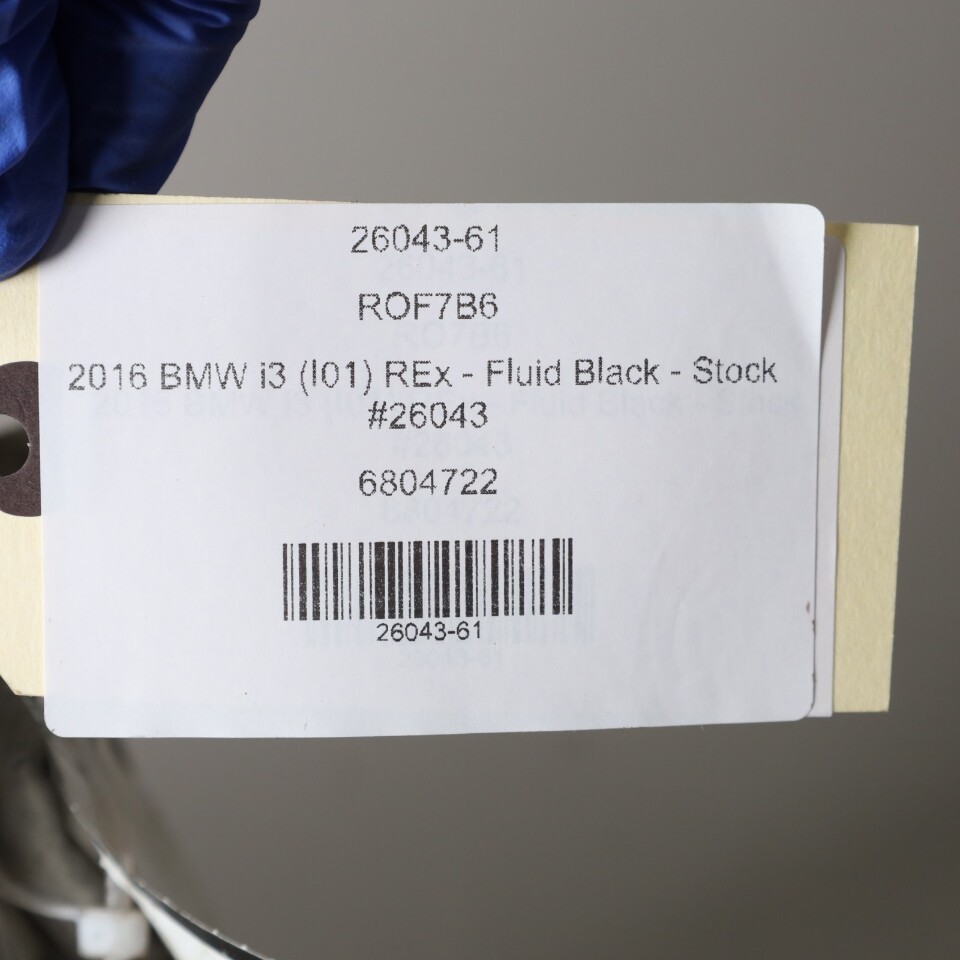 26043-61
ROF7B6
2016 BMW i3 (I01) REx - Fluid Black - Stock
#26043
6804722
26043-61